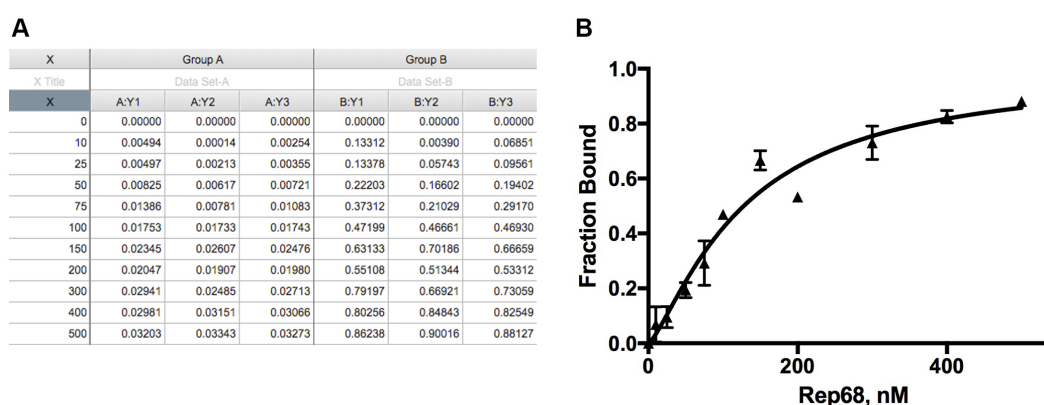 A
X Group A Group B
X Title Data Set-A Data Set-B
X A:Y1 A:Y2 A:Y3 B:Y1 B:Y2 B:Y3
0 0.00000 0.00000 0.00000 0.00000 0.00000 0.00000
10 0.00494 0.00014 0.00254 0.13312 0.00390 0.06851
25 0.00497 0.00213 0.00355 0.13378 0.05743 0.09561
50 0.00825 0.00617 0.00721 0.22203 0.16602 0.19402
75 0.01386 0.00781 0.01083 0.37312 0.21029 0.29170
100 0.01753 0.01733 0.01743 0.47199 0.46661 0.46930
150 0.02345 0.02607 0.02476 0.63133 0.70186 0.66659
200 0.02047 0.01907 0.01980 0.55108 0.51344 0.53312
300 0.02941 0.02485 0.02713 0.79197 0.66921 0.73059
400 0.02981 0.03151 0.03066 0.80256 0.84843 0.82549
500 0.03203 0.03343 0.03273 0.86238 0.90016 0.88127
B
Fraction Bound
1.0
0.8
0.6
0.4
0.2
0.0
0 200 400
Rep68, nM